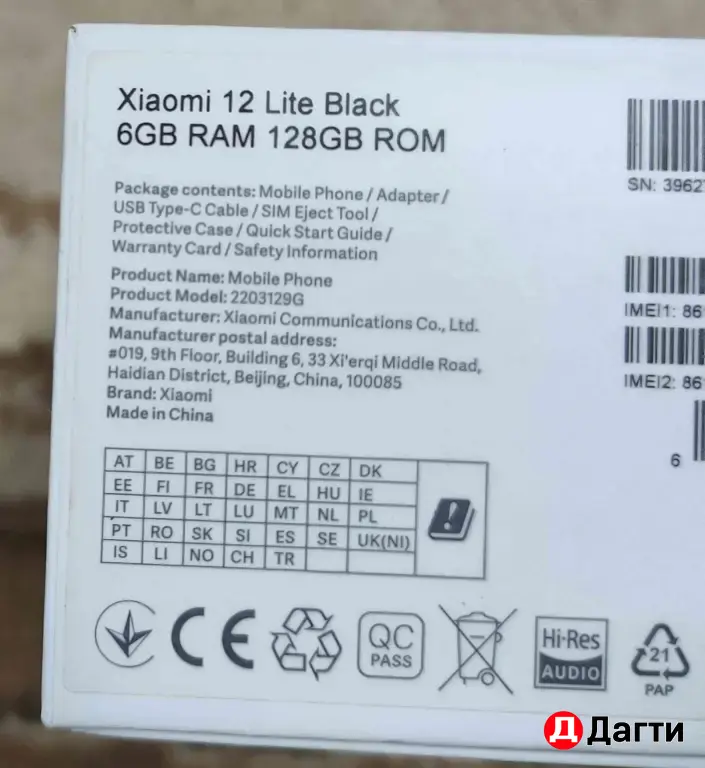 Xiaomi 12 Lite Black
6GB RAM 128GB ROM
Package contents: Mobile Phone / Adapter /
USB Type-C Cable / SIM Eject Tool /
Protective Case / Quick Start Guide /
Warranty Card / Safety Information
Product Name: Mobile Phone
Product Model: 2203129G
Manufacturer: Xiaomi Communications Co., Ltd.
Manufacturer postal address:
#019, 9th Floor, Building 6, 33 Xi'erqi Middle Road,
Haidian District, Beijing, China, 100085
Brand: Xiaomi
Made in China
SN: 3962
IMEI1: 86
IMEI2: 86
6
AT BE BG HR CY CZ DK
EE FI FR DE EL HU IE
IT LV LT LU MT NL PL
PT RO SK SI ES SE UK(NI)
IS LI NO CH TR
CE
QC
PASS
Hi-Res
AUDIO
21
PAP
Д Дагти